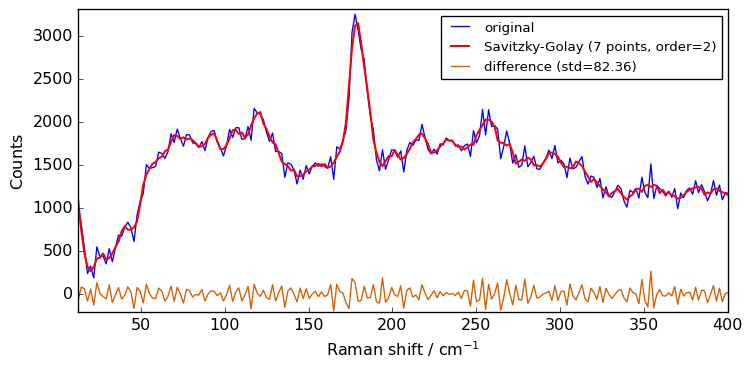 original
Savitzky-Golay (7 points, order=2)
difference (std=82.36)
Counts
3000
2500
2000
1500
1000
500
0
50 100 150 200 250 300 350 400
Raman shift / cm⁻¹